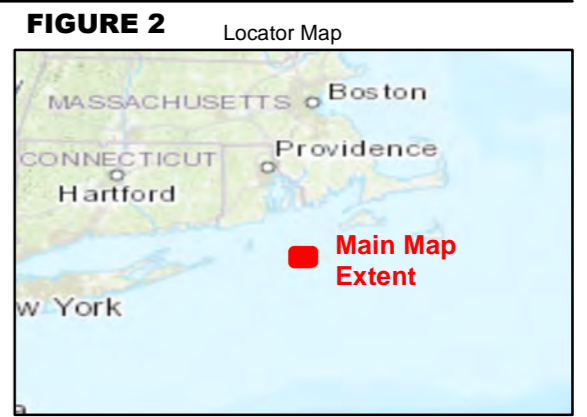 FIGURE 2
Locator Map
MASSACHUSETTS
Boston
CONNECTICUT
Providence
Hartford
Main Map
Extent
w York